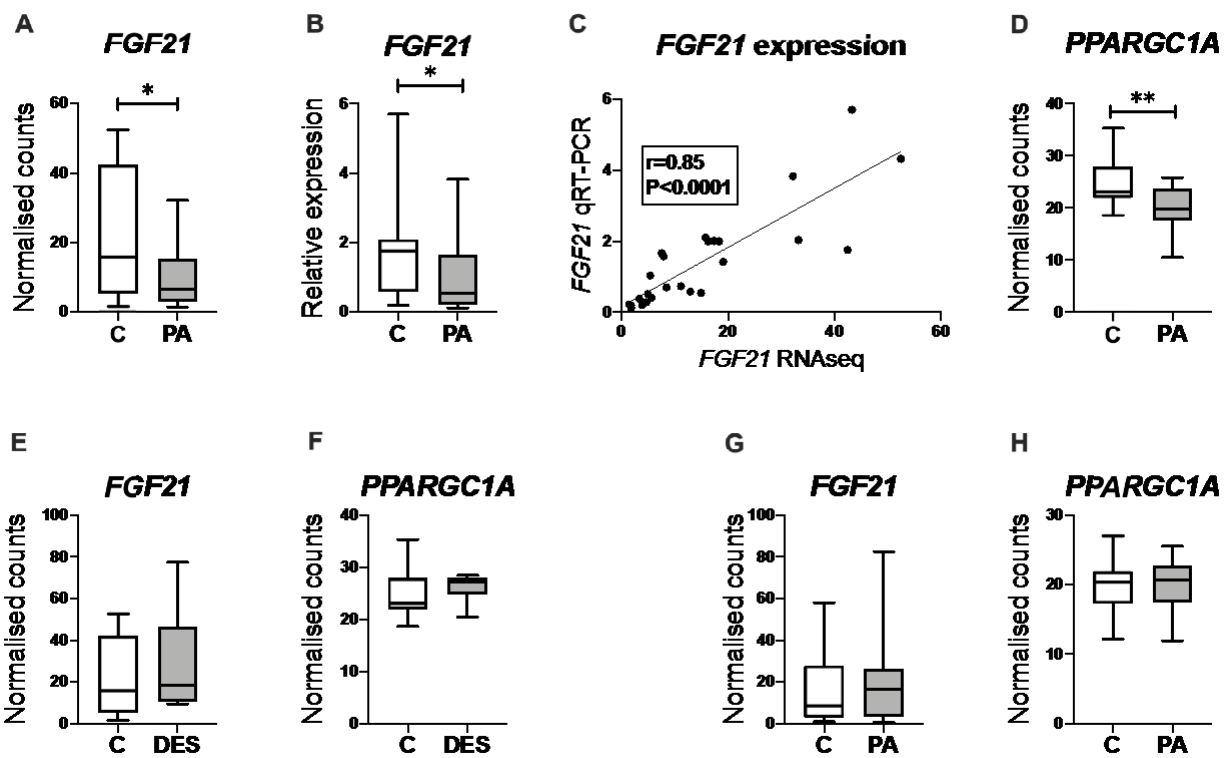 A
FGF21
Normalised counts
60
40
20
0
*
C PA
B
FGF21
Relative expression
6
4
2
0
*
C PA
C
FGF21 expression
FGF21 qRT-PCR
6
4
2
0
r=0.85
P<0.0001
0 20 40 60
FGF21 RNAseq
D
PPARGC1A
Normalised counts
40
30
20
10
0
**
C PA
E
FGF21
Normalised counts
100
80
60
40
20
0
C DES
F
PPARGC1A
Normalised counts
40
30
20
10
0
C DES
G
FGF21
Normalised counts
100
80
60
40
20
0
C PA
H
PPARGC1A
Normalised counts
30
20
10
0
C PA